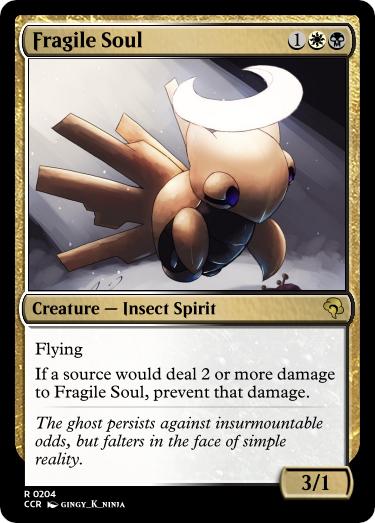 Fragile Soul 1
Creature — Insect Spirit
Flying
If a source would deal 2 or more damage
to Fragile Soul, prevent that damage.
The ghost persists against insurmountable
odds, but falters in the face of simple
reality.
3/1
R 0204
CCR GINGY_K_NINJA